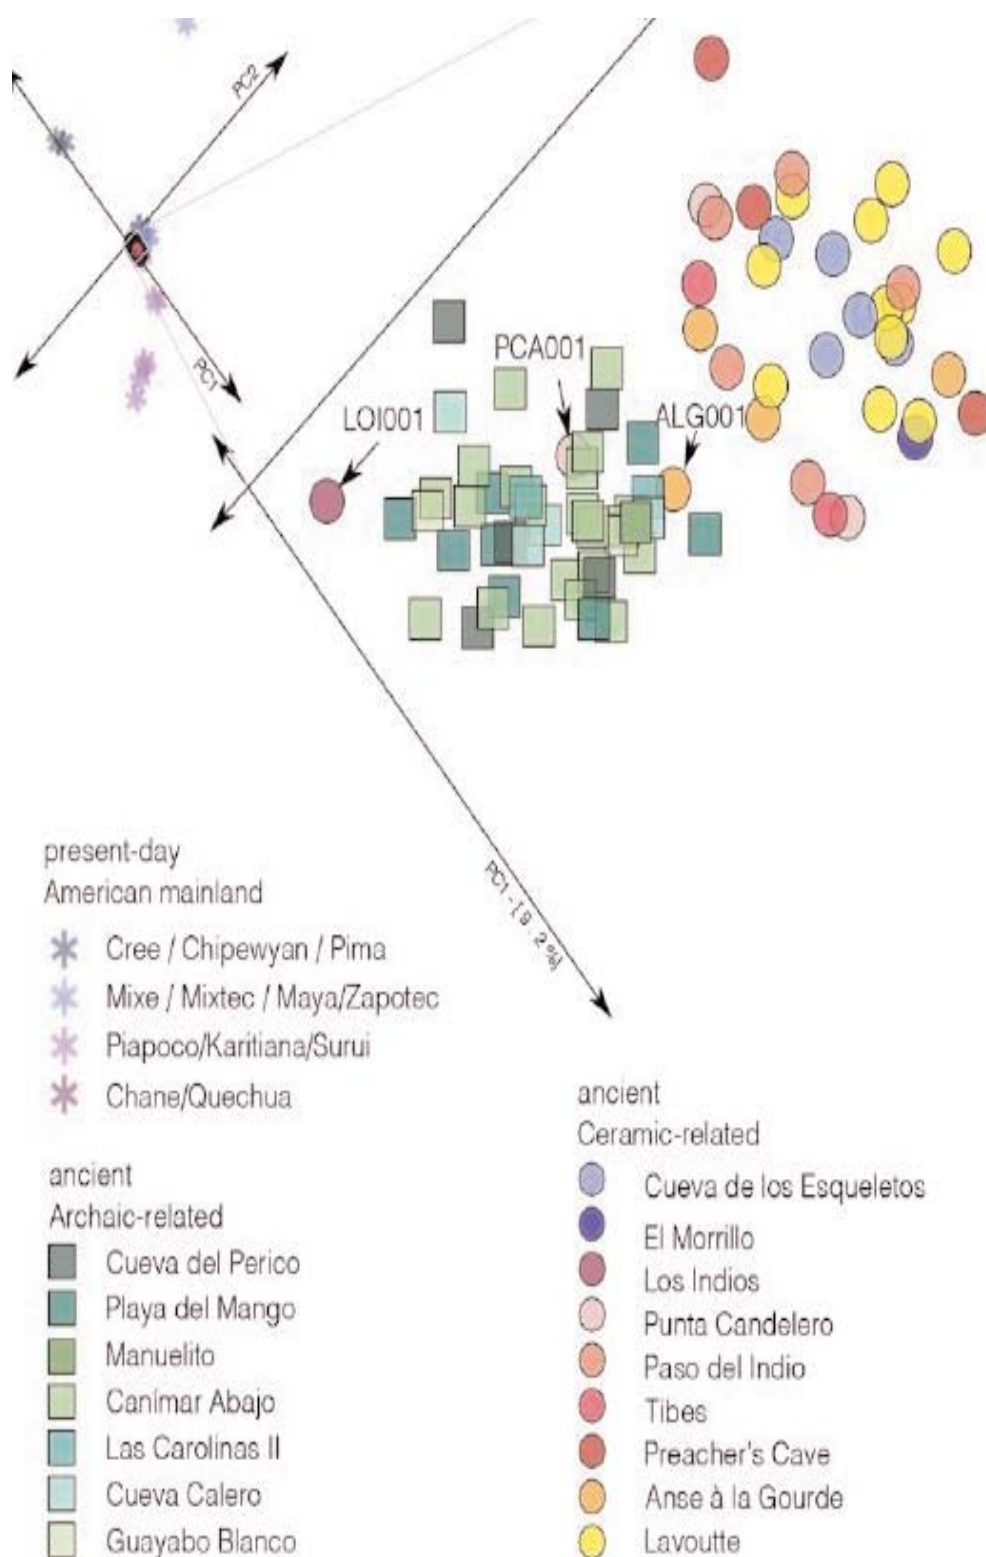 PC2
PC1
PCA001
LOI001
ALG001
PC1 - [9.2%]
present-day
American mainland
Cree / Chipewyan / Pima
Mixe / Mixtec / Maya/Zapotec
Piapoco/Karitiana/Surui
Chane/Quechua
ancient
Archaic-related
Cueva del Perico
Playa del Mango
Manuelito
Canímar Abajo
Las Carolinas II
Cueva Calero
Guayabo Blanco
ancient
Ceramic-related
Cueva de los Esqueletos
El Morrillo
Los Indios
Punta Candelero
Paso del Indio
Tibes
Preacher's Cave
Anse à la Gourde
Lavoutte